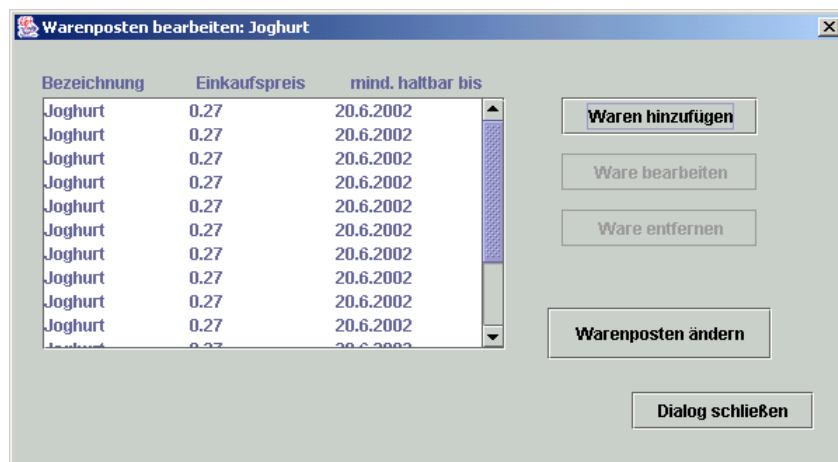 Warenposten bearbeiten: Joghurt
Bezeichnung Einkaufspreis mind. haltbar bis
Joghurt 0.27 20.6.2002
Joghurt 0.27 20.6.2002
Joghurt 0.27 20.6.2002
Joghurt 0.27 20.6.2002
Joghurt 0.27 20.6.2002
Joghurt 0.27 20.6.2002
Joghurt 0.27 20.6.2002
Joghurt 0.27 20.6.2002
Joghurt 0.27 20.6.2002
Joghurt 0.27 20.6.2002
Waren hinzufügen
Ware bearbeiten
Ware entfernen
Warenposten ändern
Dialog schließen